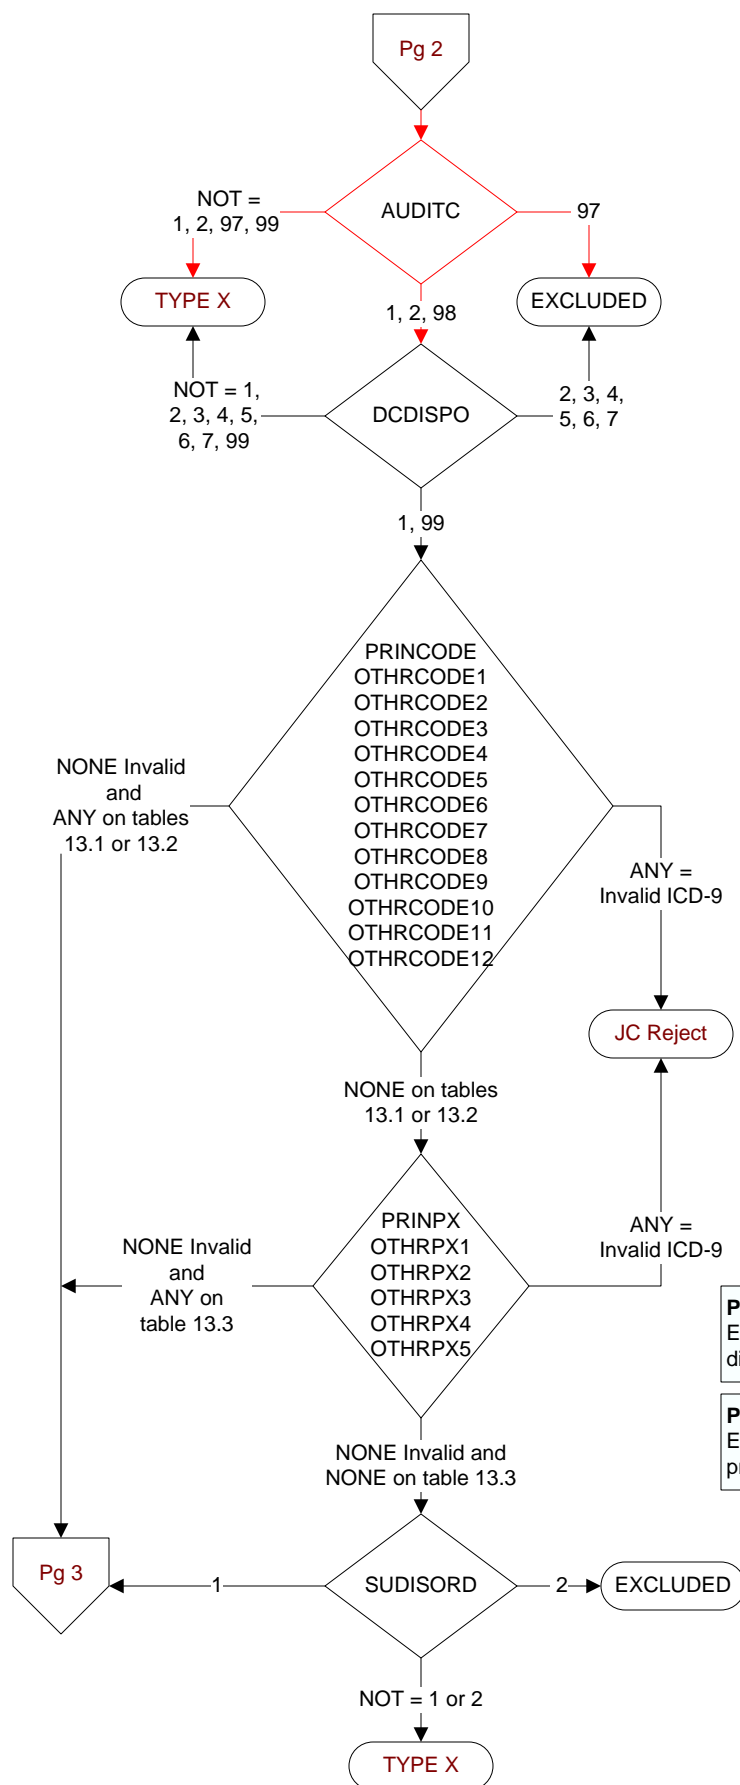 Pg 2
AUDITC
NOT =
1, 2, 97, 99
97
TYPE X
EXCLUDED
1, 2, 98
DCDISPO
NOT = 1,
2, 3, 4, 5,
6, 7, 99
2, 3, 4,
5, 6, 7
1, 99
PRINCODE
OTHRCODE1
OTHRCODE2
OTHRCODE3
OTHRCODE4
OTHRCODE5
OTHRCODE6
OTHRCODE7
OTHRCODE8
OTHRCODE9
OTHRCODE10
OTHRCODE11
OTHRCODE12
NONE Invalid
and
ANY on tables
13.1 or 13.2
ANY =
Invalid ICD-9
JC Reject
NONE on tables
13.1 or 13.2
PRINPX
OTHRPX1
OTHRPX2
OTHRPX3
OTHRPX4
OTHRPX5
NONE Invalid
and
ANY on
table 13.3
ANY =
Invalid ICD-9
P
E
di
P
E
p
NONE Invalid and
NONE on table 13.3
Pg 3
1
SUDISORD
2
EXCLUDED
NOT = 1 or 2
TYPE X